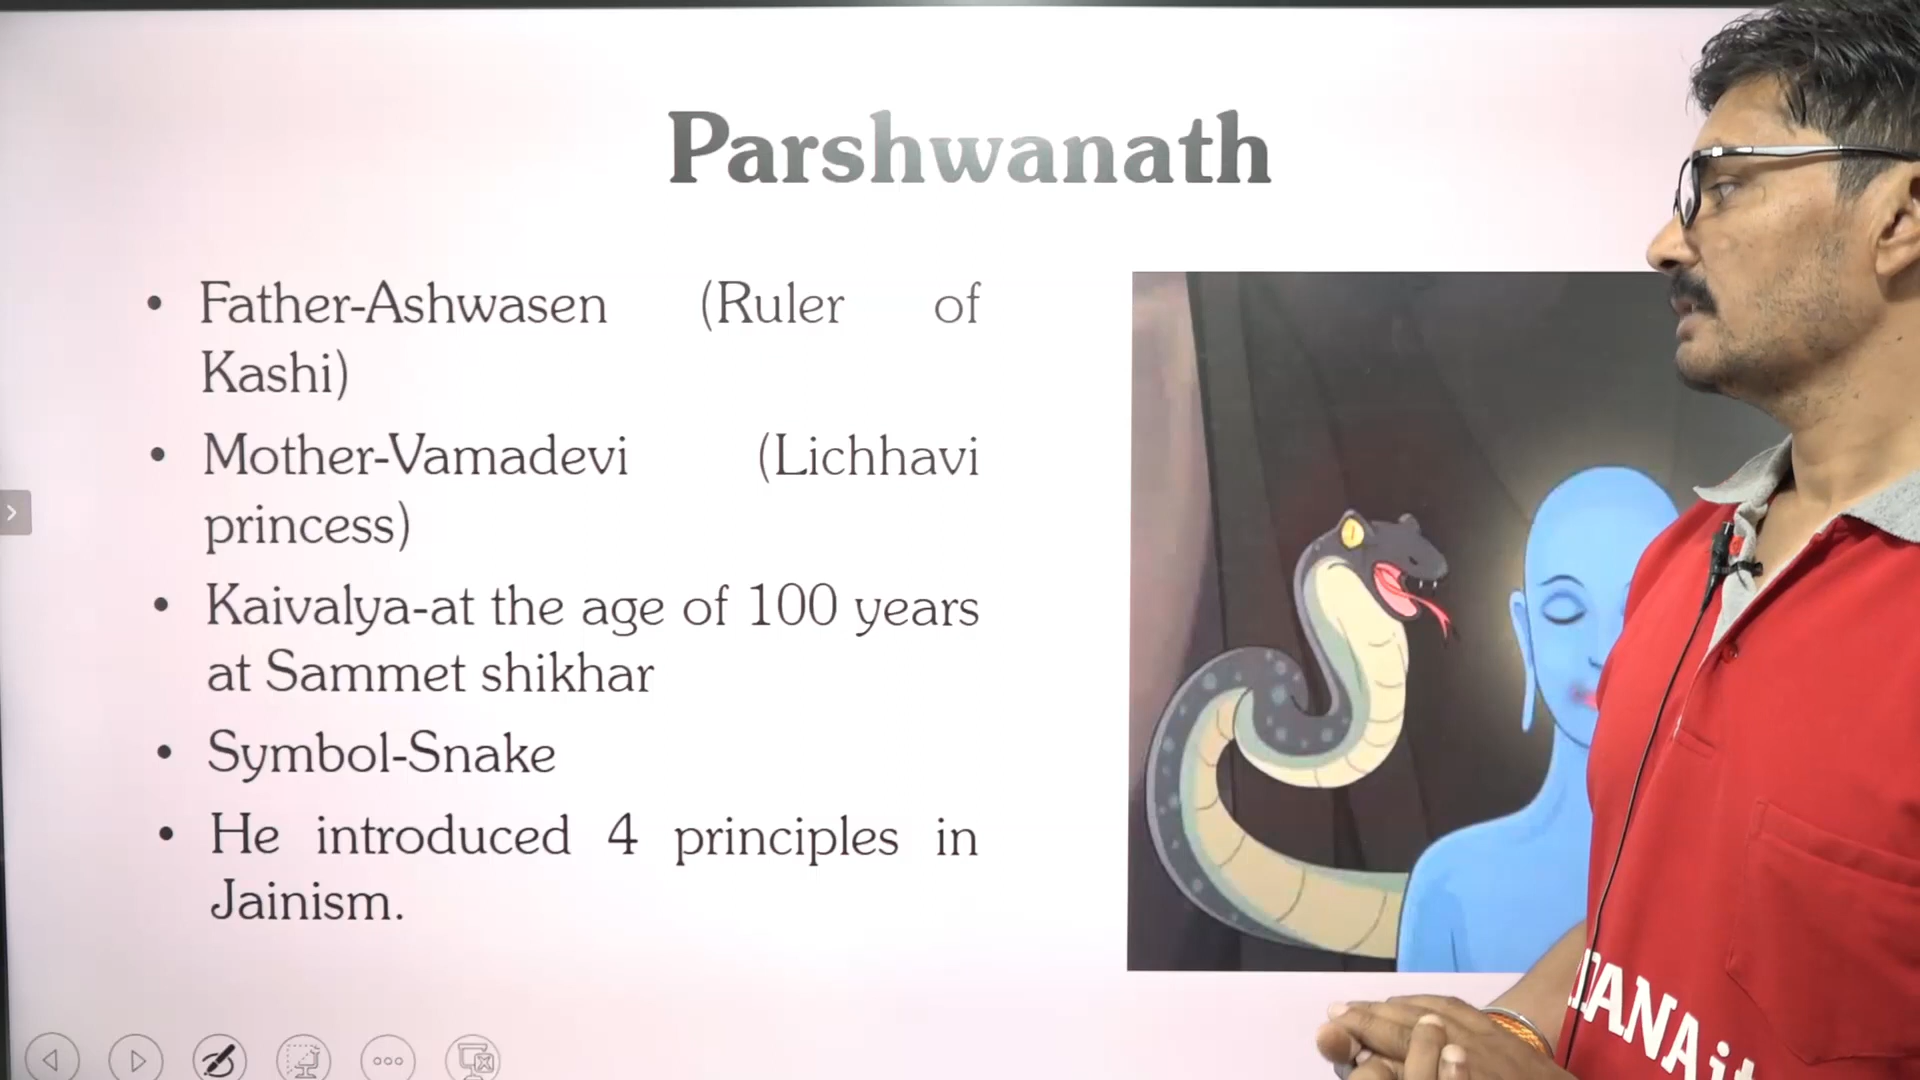 Parshwanath
• Father-Ashwasen (Ruler of
Kashi)
• Mother-Vamadevi (Lichhavi
princess)
• Kaivalya-at the age of 100 years
at Sammet shikhar
• Symbol-Snake
• He introduced 4 principles in
Jainism.